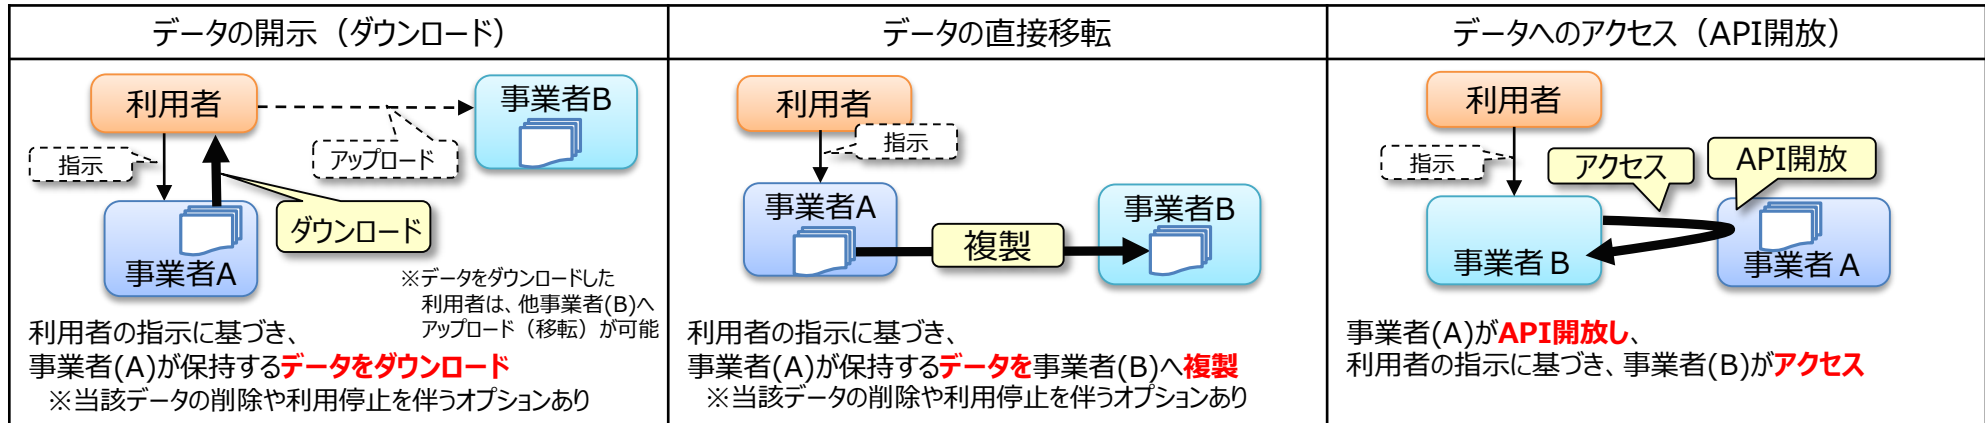 データの開示（ダウンロード）
利用者
事業者B
指示
アップロード
ダウンロード
事業者A
※データをダウンロードした
利用者は、他事業者(B)へ
アップロード（移転）が可能
利用者の指示に基づき、
事業者(A)が保持するデータをダウンロード
※当該データの削除や利用停止を伴うオプションあり
データの直接移転
利用者
指示
事業者A
複製
事業者B
利用者の指示に基づき、
事業者(A)が保持するデータを事業者(B)へ複製
※当該データの削除や利用停止を伴うオプションあり
データへのアクセス（API開放）
利用者
指示
アクセス
API開放
事業者B
事業者A
事業者(A)がAPI開放し、
利用者の指示に基づき、事業者(B)がアクセス